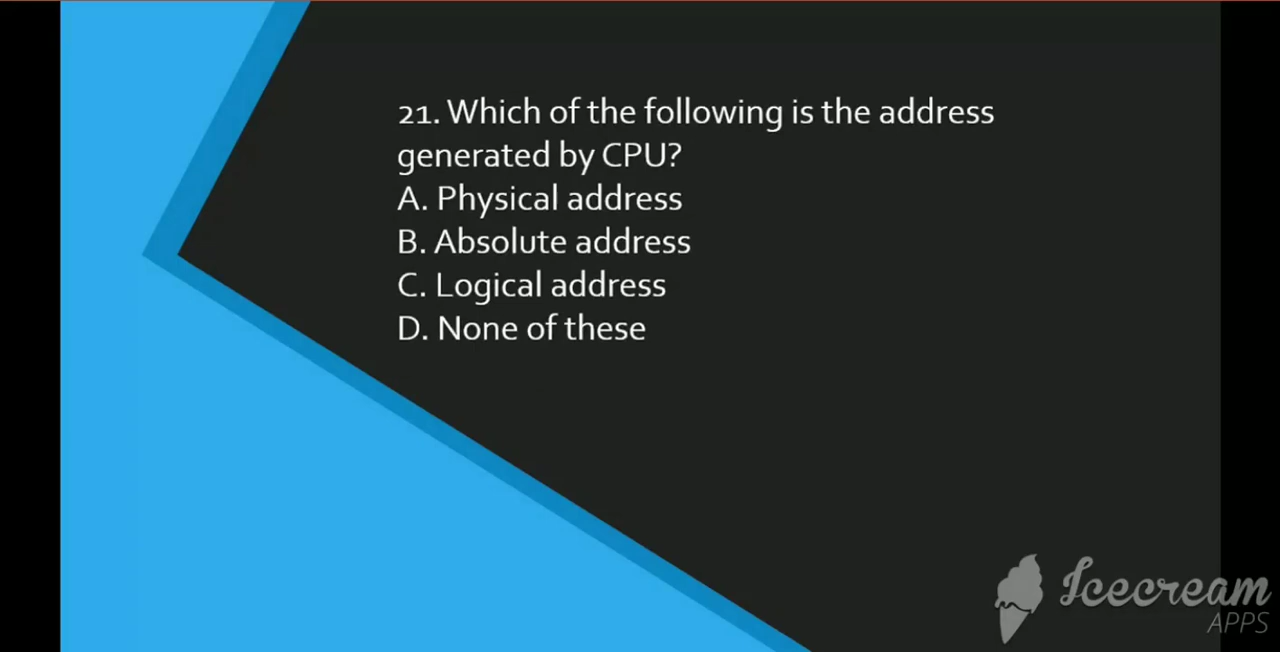 21. Which of the following is the address
generated by CPU?
A. Physical address
B. Absolute address
C. Logical address
D. None of these
Icecream
APPS